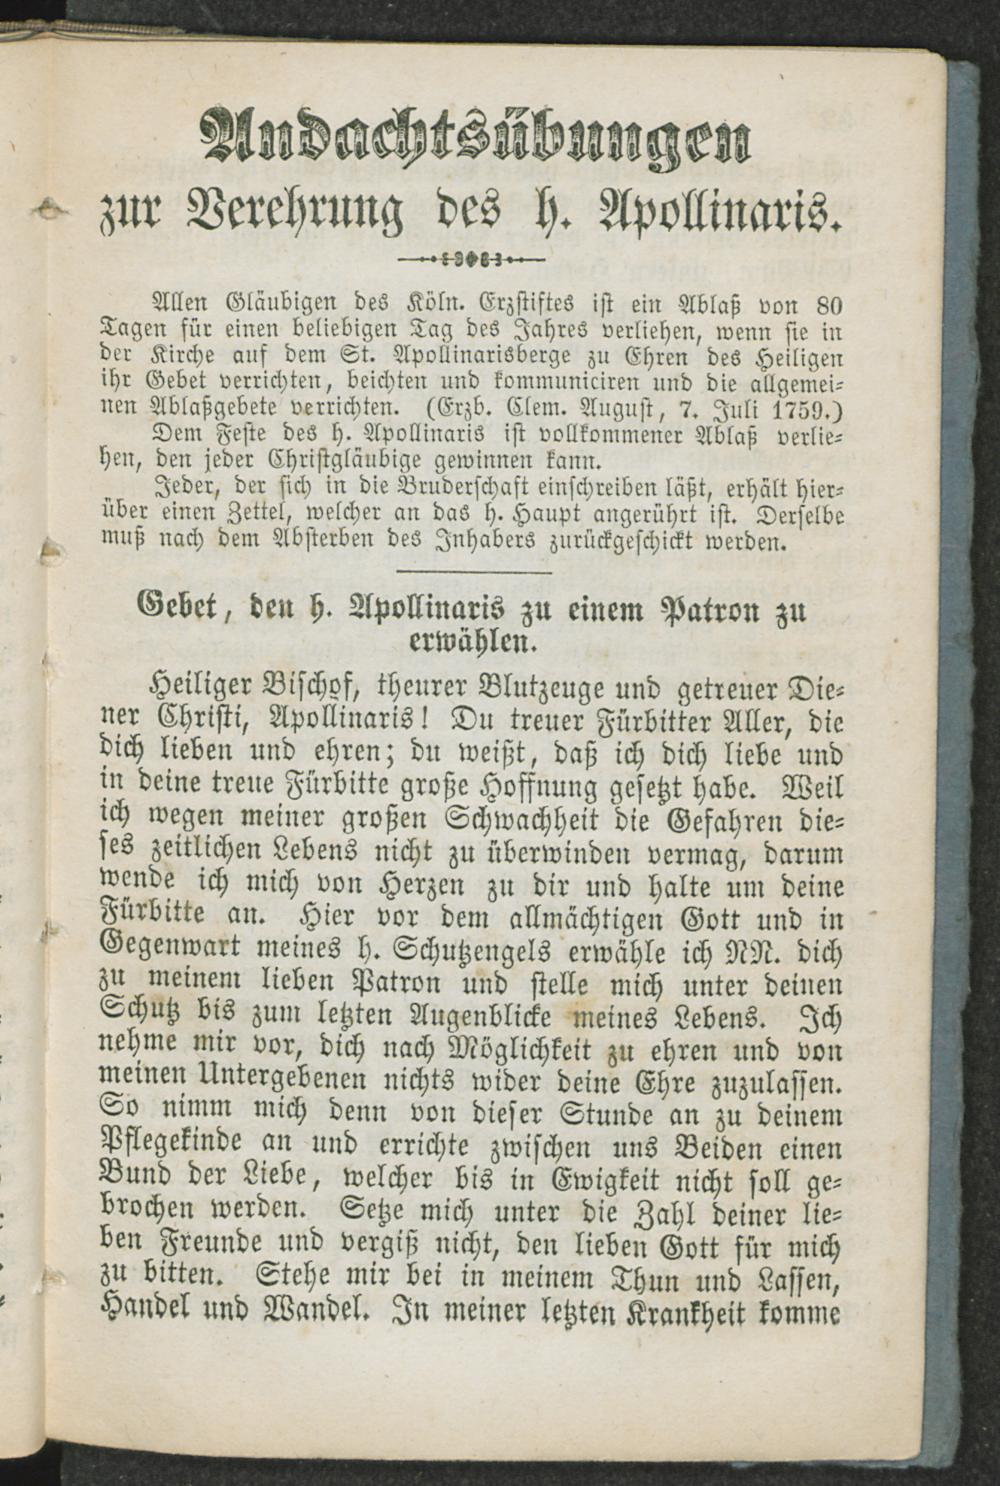 Andachtsübungen
zur Verehrung des h. Apollinaris.
Allen Gläubigen des Köln. Erzstiftes ist ein Ablaß von 80
Tagen für einen beliebigen Tag des Jahres verliehen, wenn sie in
der Kirche auf dem St. Apollinarisberge zu Ehren des Heiligen
ihr Gebet verrichten, beichten und kommuniciren und die allgemei-
nen Ablaßgebete verrichten. (Erzb. Clem. August, 7. Juli 1759.)
Dem Feste des h. Apollinaris ist vollkommener Ablaß verlie-
hen, den jeder Christgläubige gewinnen kann.
Jeder, der sich in die Bruderschaft einschreiben läßt, erhält hier-
über einen Zettel, welcher an das h. Haupt angerührt ist. Derselbe
muß nach dem Absterben des Inhabers zurückgeschickt werden.
Gebet, den h. Apollinaris zu einem Patron zu
erwählen.
Heiliger Bischof, theurer Blutzeuge und getreuer Die-
ner Christi, Apollinaris! Du treuer Fürbitter Aller, die
dich lieben und ehren; du weißt, daß ich dich liebe und
in deine treue Fürbitte große Hoffnung gesetzt habe. Weil
ich wegen meiner großen Schwachheit die Gefahren die-
ses zeitlichen Lebens nicht zu überwinden vermag, darum
wende ich mich von Herzen zu dir und halte um deine
Fürbitte an. Hier vor dem allmächtigen Gott und in
Gegenwart meines h. Schutzengels erwähle ich NN. dich
zu meinem lieben Patron und stelle mich unter deinen
Schutz bis zum letzten Augenblicke meines Lebens. Ich
nehme mir vor, dich nach Möglichkeit zu ehren und von
meinen Untergebenen nichts wider deine Ehre zuzulassen.
So nimm mich denn von dieser Stunde an zu deinem
Pflegekinde an und errichte zwischen uns Beiden einen
Bund der Liebe, welcher bis in Ewigkeit nicht soll ge-
brochen werden. Setze mich unter die Zahl deiner lie-
ben Freunde und vergiß nicht, den lieben Gott für mich
zu bitten. Stehe mir bei in meinem Thun und Lassen,
Handel und Wandel. In meiner letzten Krankheit komme